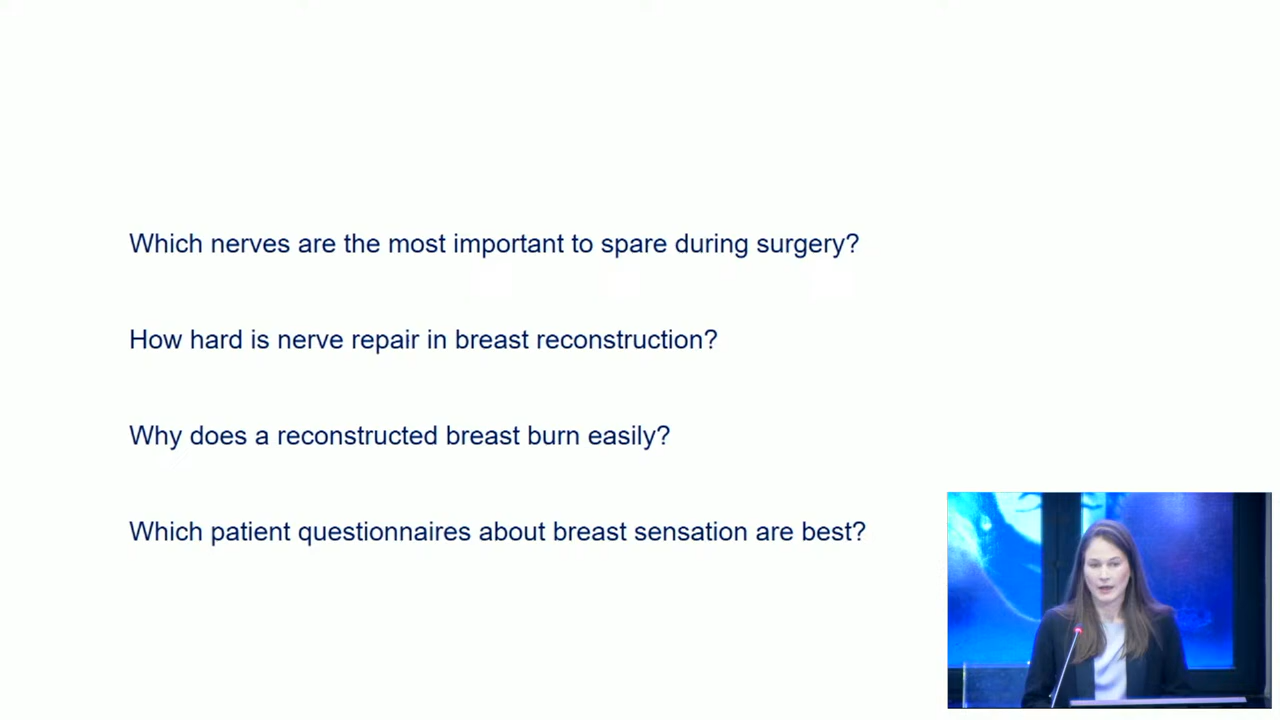 Which nerves are the most important to spare during surgery?
How hard is nerve repair in breast reconstruction?
Why does a reconstructed breast burn easily?
Which patient questionnaires about breast sensation are best?